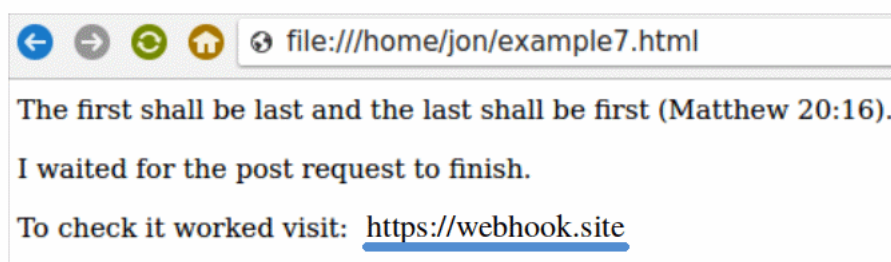 file:///home/jon/example7.html
The first shall be last and the last shall be first (Matthew 20:16).
I waited for the post request to finish.
To check it worked visit: https://webhook.site